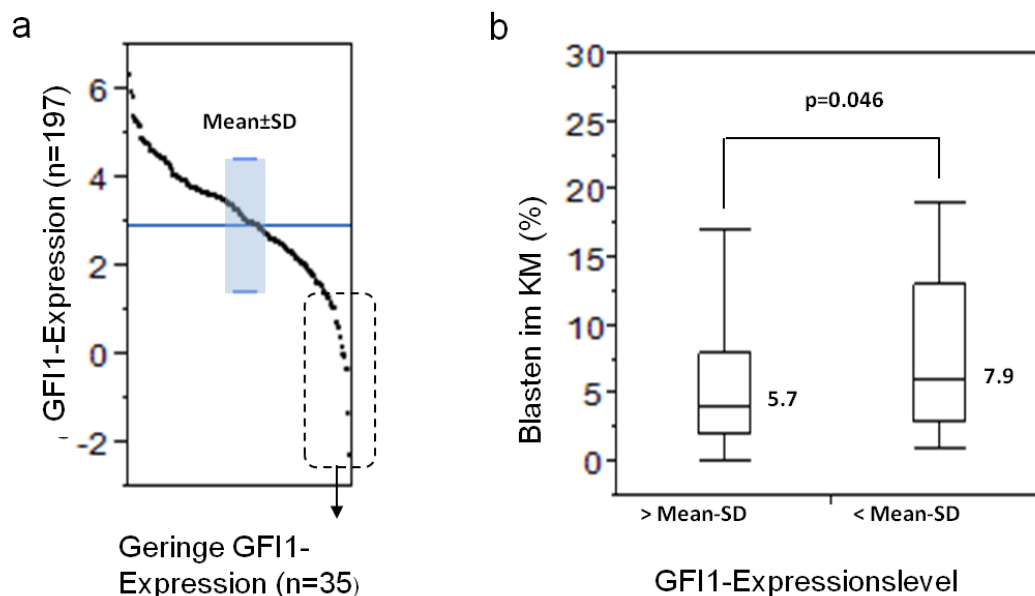 a
GFI1-Expression (n=197)
6
4
2
0
-2
Mean±SD
Geringe GFI1-
Expression (n=35)
b
Blasten im KM (%)
30
25
20
15
10
5
0
p=0.046
5.7
7.9
> Mean-SD
< Mean-SD
GFI1-Expressionslevel